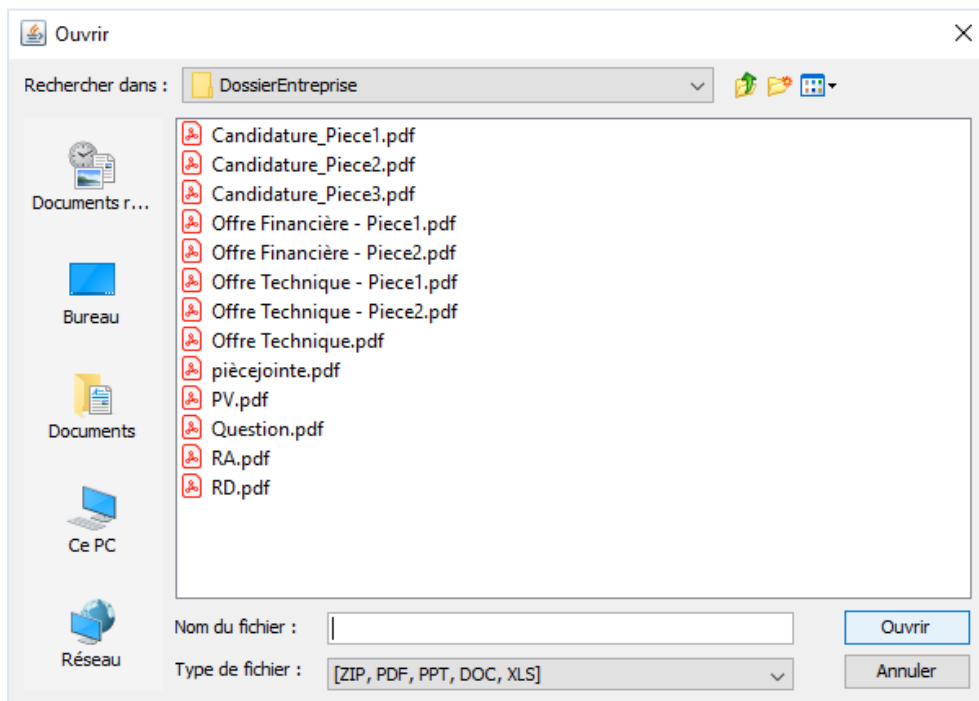 Ouvrir
Rechercher dans :
DossierEntreprise
Documents r...
Bureau
Documents
Ce PC
Réseau
Candidature_Piece1.pdf
Candidature_Piece2.pdf
Candidature_Piece3.pdf
Offre Financière - Piece1.pdf
Offre Financière - Piece2.pdf
Offre Technique - Piece1.pdf
Offre Technique - Piece2.pdf
Offre Technique.pdf
piècejointe.pdf
PV.pdf
Question.pdf
RA.pdf
RD.pdf
Nom du fichier :
Ouvrir
Type de fichier :
[ZIP, PDF, PPT, DOC, XLS]
Annuler